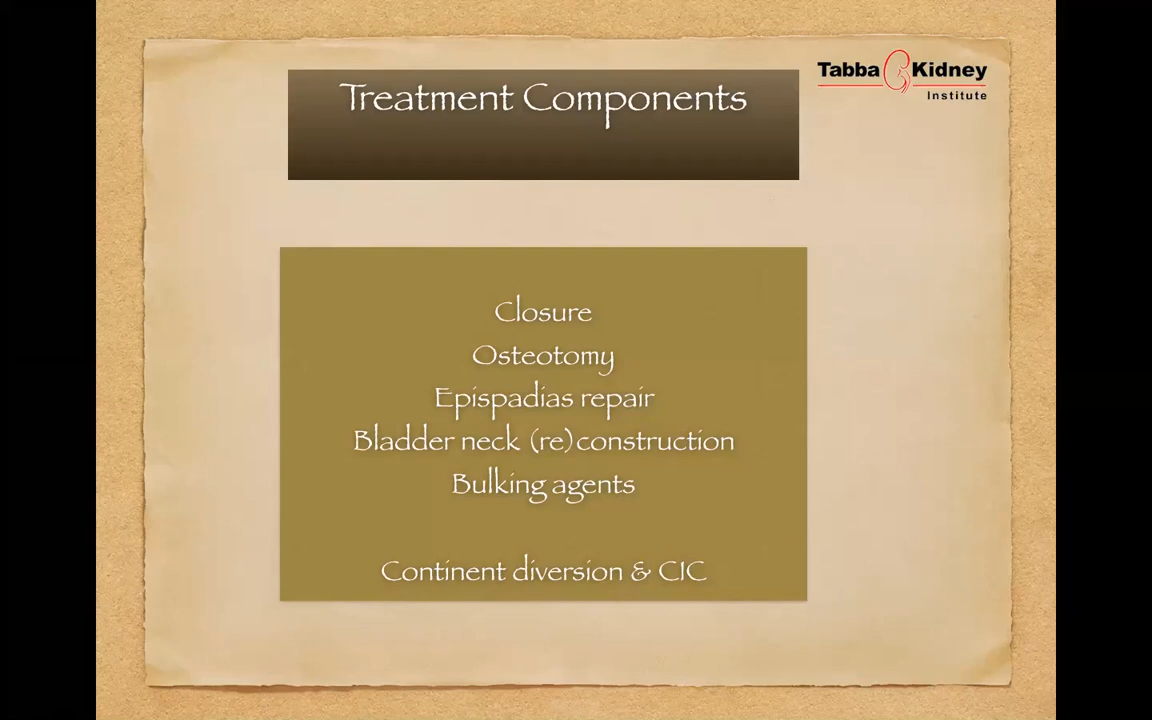 Treatment Components
Tabba Kidney
Institute
Closure
Osteotomy
Epispadias repair
Bladder neck (re)construction
Bulking agents
Continent diversion & CIC